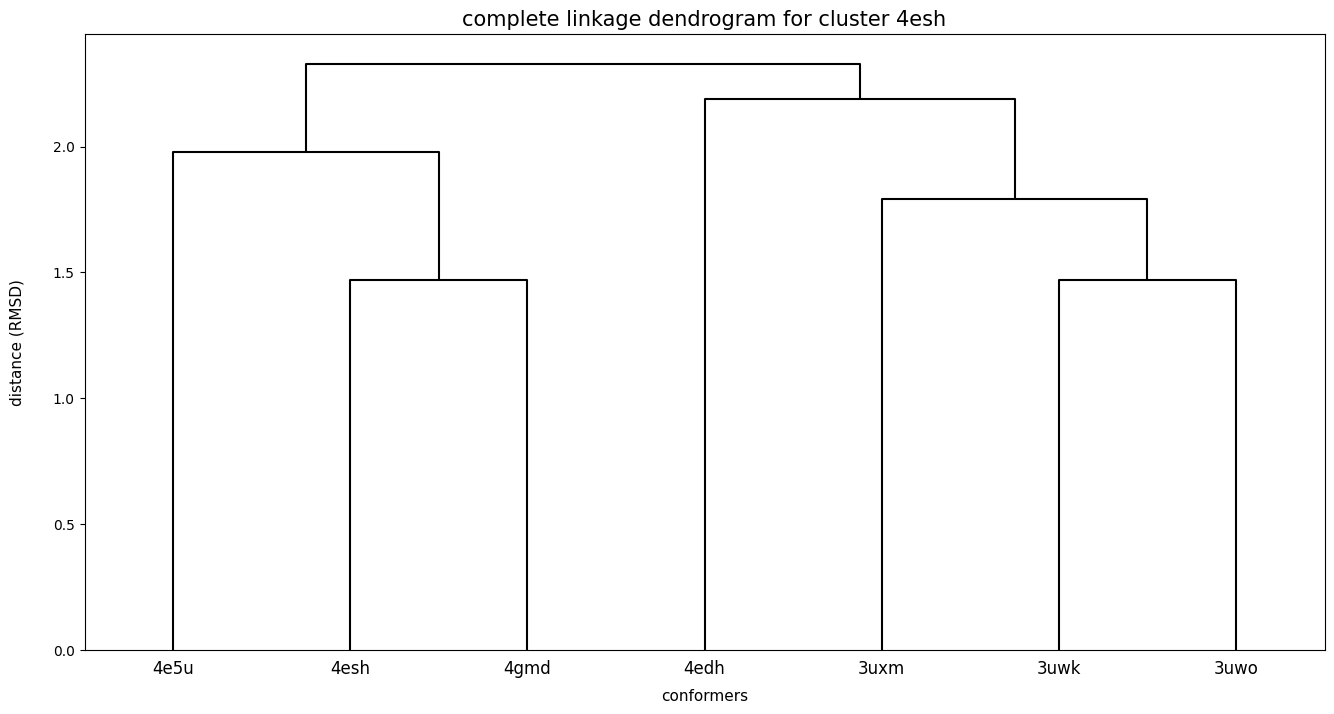 complete linkage dendrogram for cluster 4esh
distance (RMSD)
2.0
1.5
1.0
0.5
0.0
4e5u 4esh 4gmd 4edh 3uxm 3uwk 3uwo
conformers